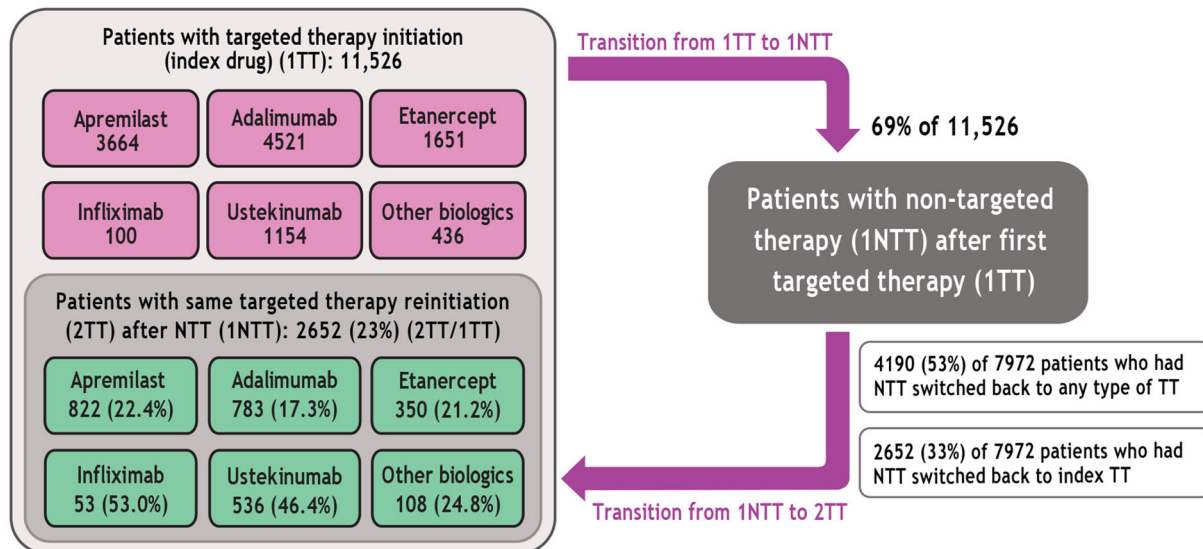 Patients with targeted therapy initiation
(index drug) (1TT): 11,526
Apremilast
3664
Adalimumab
4521
Etanercept
1651
Infliximab
100
Ustekinumab
1154
Other biologics
436
Patients with same targeted therapy reinitiation
(2TT) after NTT (1NTT): 2652 (23%) (2TT/1TT)
Apremilast
822 (22.4%)
Adalimumab
783 (17.3%)
Etanercept
350 (21.2%)
Infliximab
53 (53.0%)
Ustekinumab
536 (46.4%)
Other biologics
108 (24.8%)
Transition from 1TT to 1NTT
69% of 11,526
Patients with non-targeted
therapy (1NTT) after first
targeted therapy (1TT)
4190 (53%) of 7972 patients who had
NTT switched back to any type of TT
2652 (33%) of 7972 patients who had
NTT switched back to index TT
Transition from 1NTT to 2TT